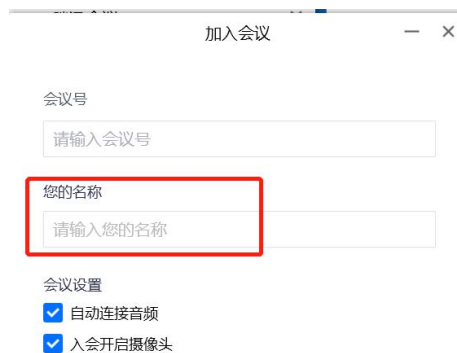 加入会议
会议号
请输入会议号
您的名称
请输入您的名称
会议设置
自动连接音频
入会开启摄像头